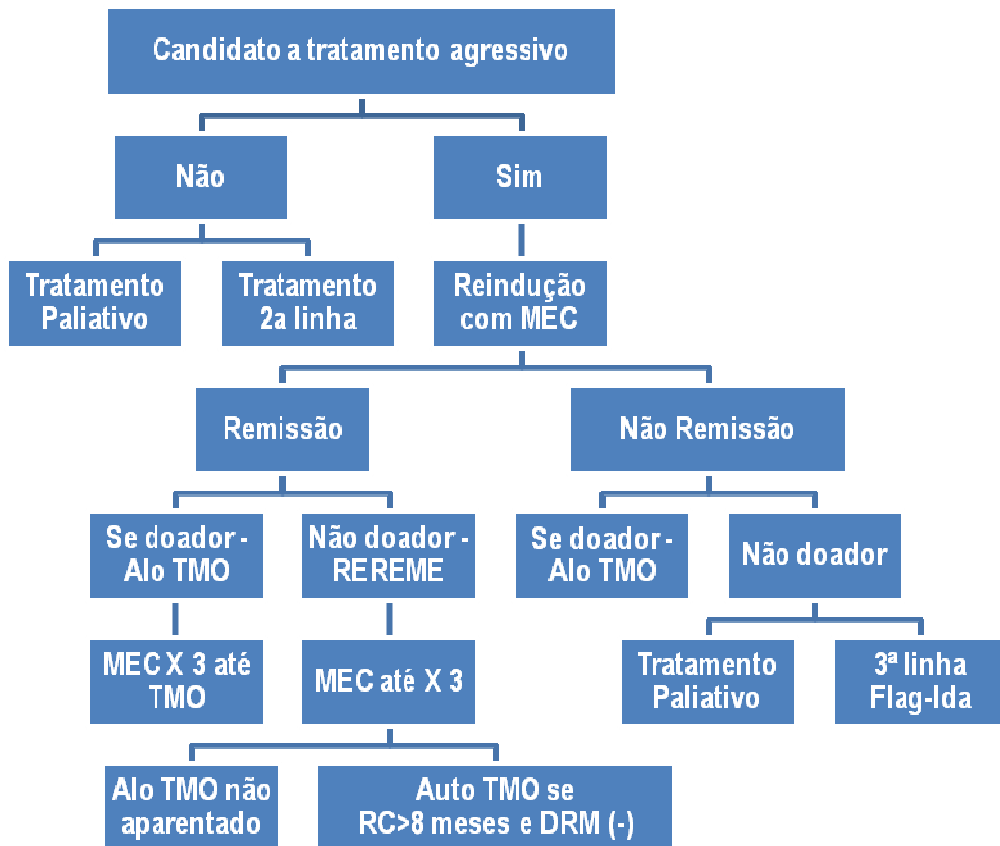 Candidato a tratamento agressivo
Não
Sim
Tratamento
Paliativo
Tratamento
2a linha
Reindução
com MEC
Remissão
Não Remissão
Se doador -
Alo TMO
Não doador -
REREME
Se doador -
Alo TMO
Não doador
MEC X 3 até
TMO
MEC até X 3
Tratamento
Paliativo
3ª linha
Flag-Ida
Alo TMO não
aparentado
Auto TMO se
RC>8 meses e DRM (-)